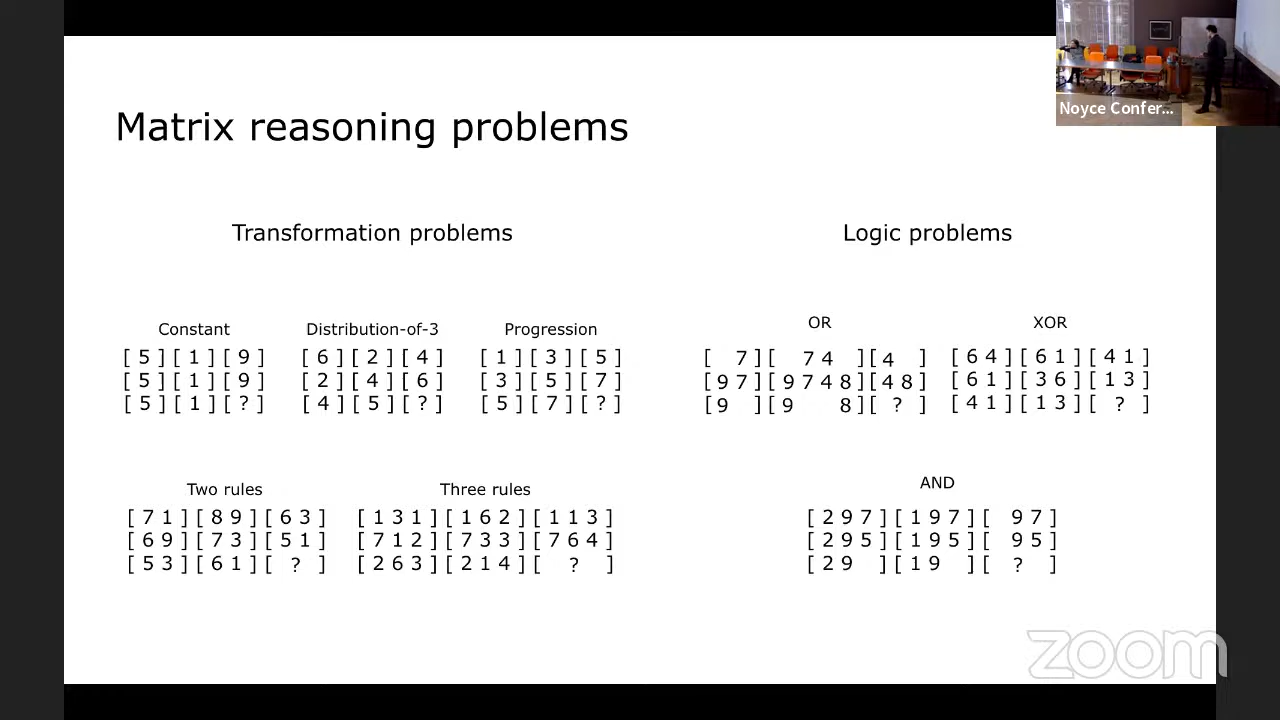 Noyce Confer...
Matrix reasoning problems
Transformation problems
Logic problems
Constant
[ 5 ] [ 1 ] [ 9 ]
[ 5 ] [ 1 ] [ 9 ]
[ 5 ] [ 1 ] [ ? ]
Distribution-of-3
[ 6 ] [ 2 ] [ 4 ]
[ 2 ] [ 4 ] [ 6 ]
[ 4 ] [ 5 ] [ ? ]
Progression
[ 1 ] [ 3 ] [ 5 ]
[ 3 ] [ 5 ] [ 7 ]
[ 5 ] [ 7 ] [ ? ]
OR
[   7 ] [   7 4   ] [ 4   ]
[ 9 7 ] [ 9 7 4 8 ] [ 4 8 ]
[ 9   ] [ 9     8 ] [ ? ]
XOR
[ 6 4 ] [ 6 1 ] [ 4 1 ]
[ 6 1 ] [ 3 6 ] [ 1 3 ]
[ 4 1 ] [ 1 3 ] [ ? ]
Two rules
[ 7 1 ] [ 8 9 ] [ 6 3 ]
[ 6 9 ] [ 7 3 ] [ 5 1 ]
[ 5 3 ] [ 6 1 ] [ ? ]
Three rules
[ 1 3 1 ] [ 1 6 2 ] [ 1 1 3 ]
[ 7 1 2 ] [ 7 3 3 ] [ 7 6 4 ]
[ 2 6 3 ] [ 2 1 4 ] [ ? ]
AND
[ 2 9 7 ] [ 1 9 7 ] [   9 7 ]
[ 2 9 5 ] [ 1 9 5 ] [   9 5 ]
[ 2 9   ] [ 1 9   ] [ ? ]
zoom